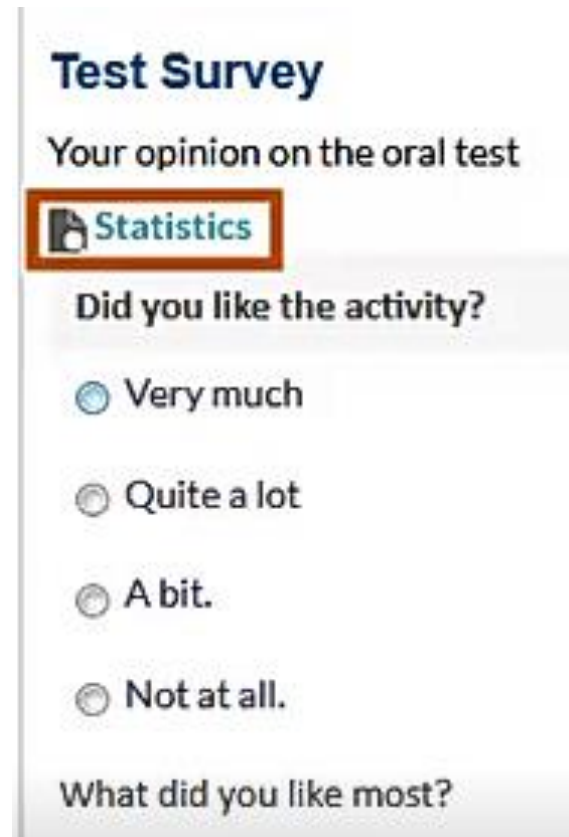 Test Survey
Your opinion on the oral test
Statistics
Did you like the activity?
Very much
Quite a lot
A bit.
Not at all.
What did you like most?